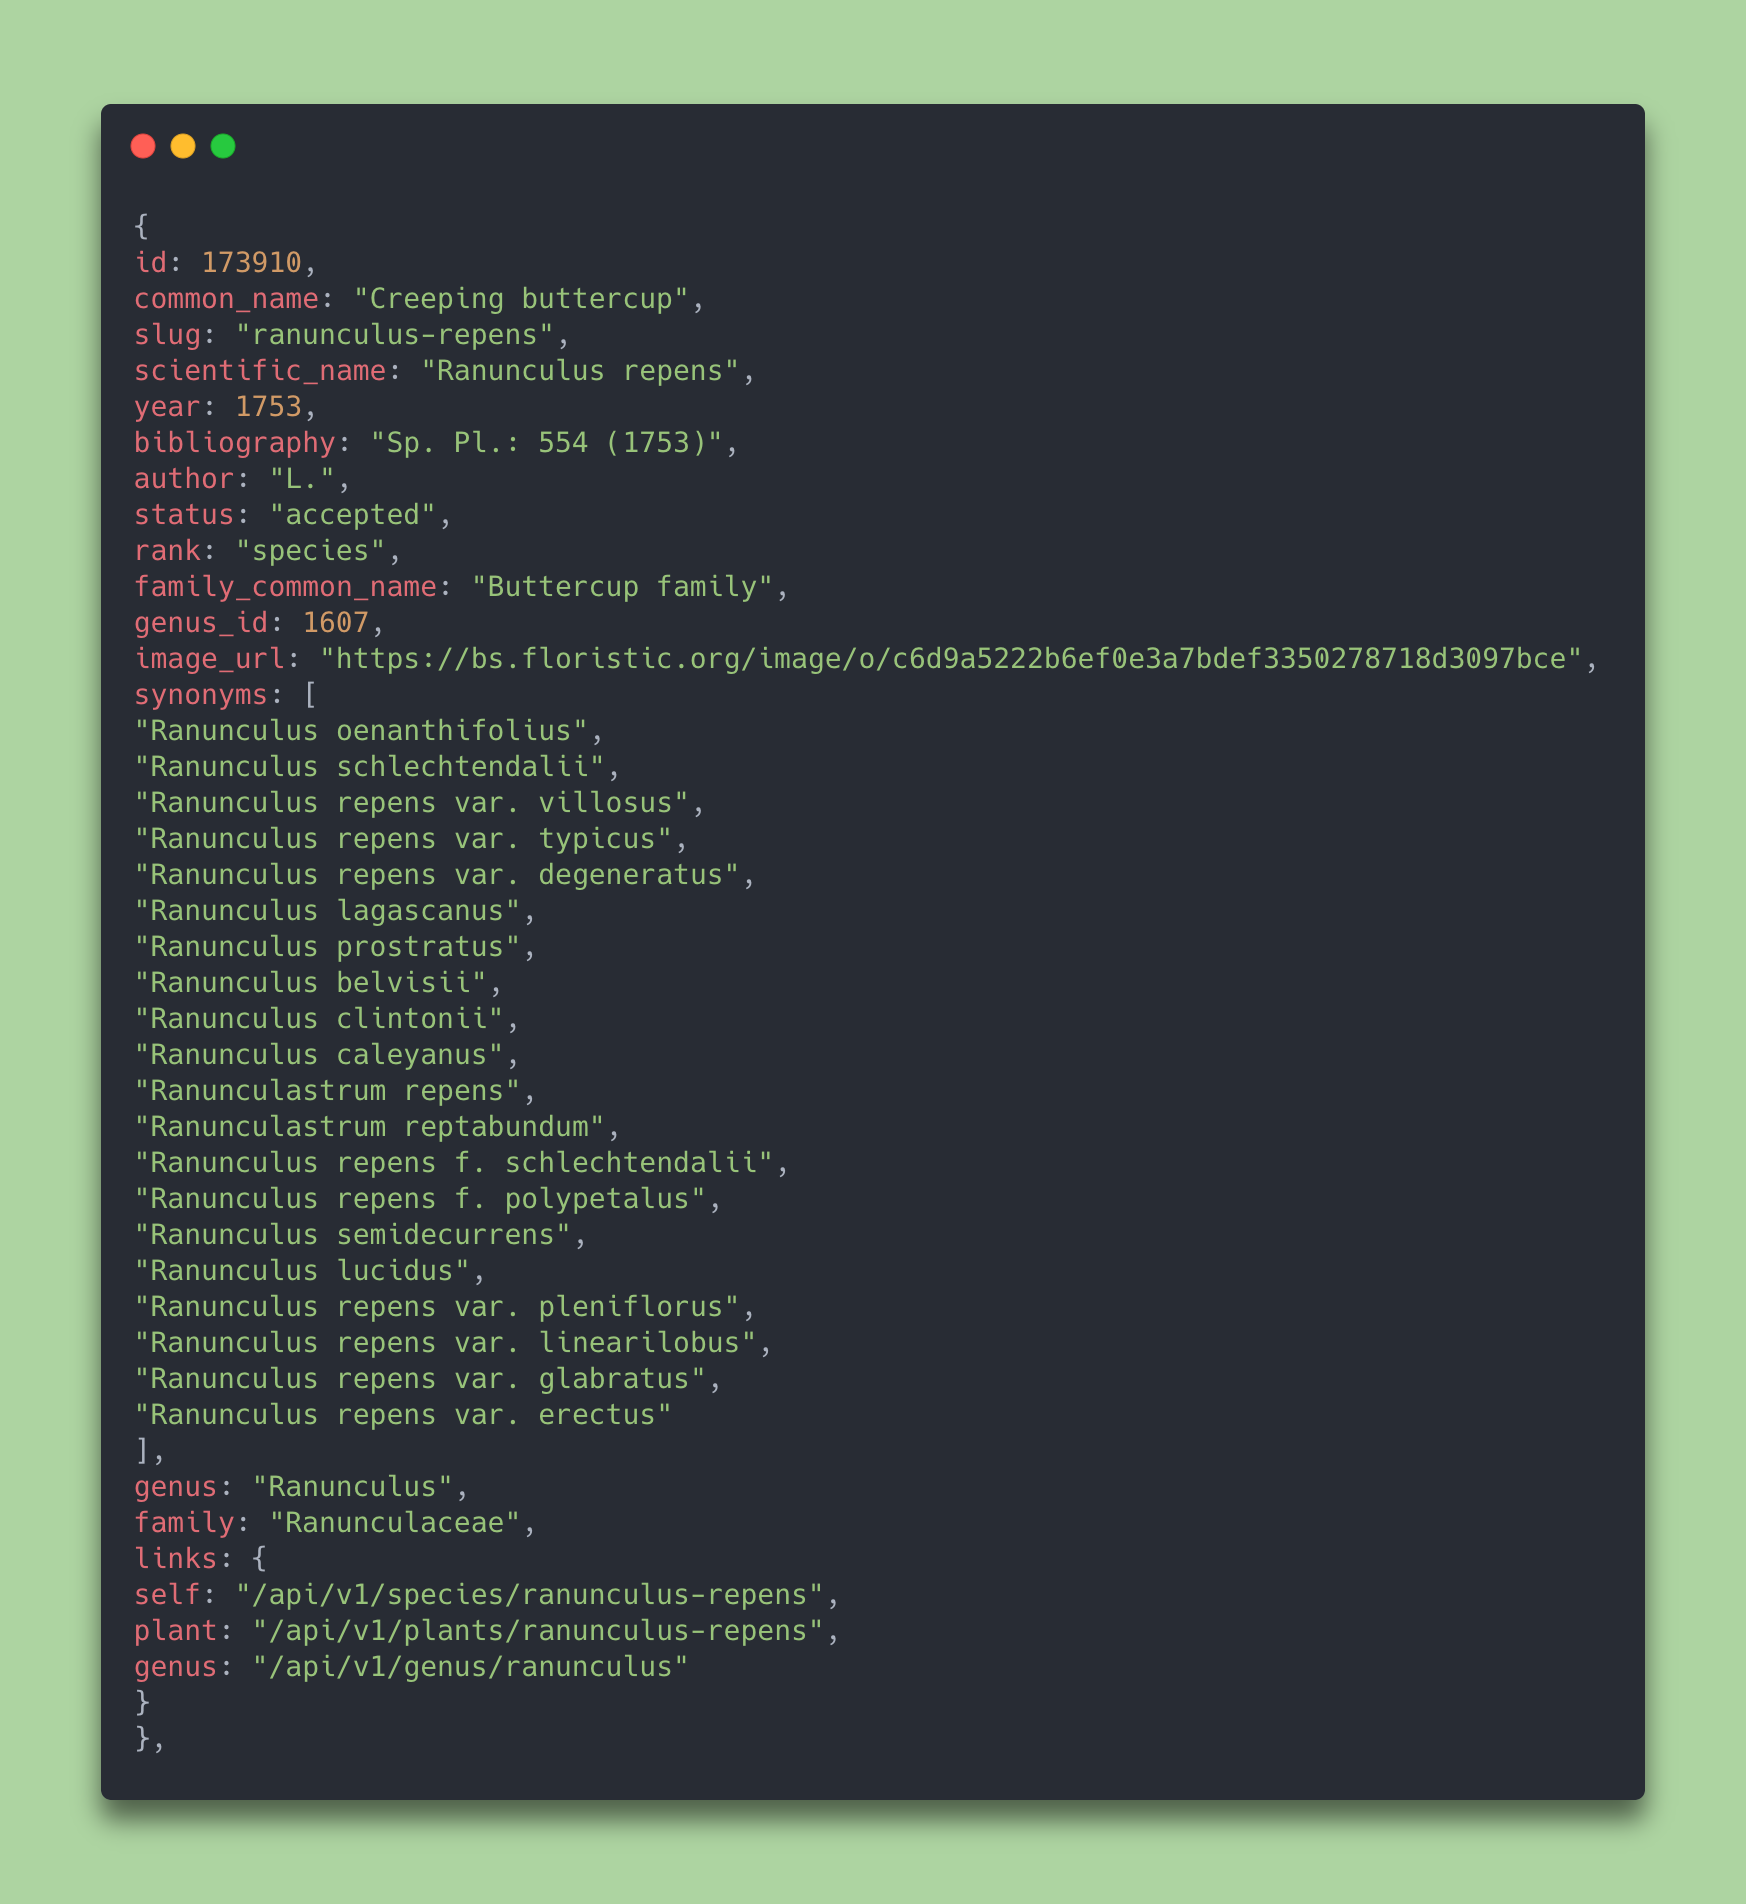 {
id: 173910,
common_name: "Creeping buttercup",
slug: "ranunculus-repens",
scientific_name: "Ranunculus repens",
year: 1753,
bibliography: "Sp. Pl.: 554 (1753)",
author: "L.",
status: "accepted",
rank: "species",
family_common_name: "Buttercup family",
genus_id: 1607,
image_url: "https://bs.floristic.org/image/o/c6d9a5222b6ef0e3a7bdef3350278718d3097bce",
synonyms: [
"Ranunculus oenanthifolius",
"Ranunculus schlechtendalii",
"Ranunculus repens var. villosus",
"Ranunculus repens var. typicus",
"Ranunculus repens var. degeneratus",
"Ranunculus lagascanus",
"Ranunculus prostratus",
"Ranunculus belvisii",
"Ranunculus clintonii",
"Ranunculus caleyanus",
"Ranunculastrum repens",
"Ranunculastrum reptabundum",
"Ranunculus repens f. schlechtendalii",
"Ranunculus repens f. polypetalus",
"Ranunculus semidecurrens",
"Ranunculus lucidus",
"Ranunculus repens var. pleniflorus",
"Ranunculus repens var. linearilobus",
"Ranunculus repens var. glabratus",
"Ranunculus repens var. erectus"
],
genus: "Ranunculus",
family: "Ranunculaceae",
links: {
self: "/api/v1/species/ranunculus-repens",
plant: "/api/v1/plants/ranunculus-repens",
genus: "/api/v1/genus/ranunculus"
}
},